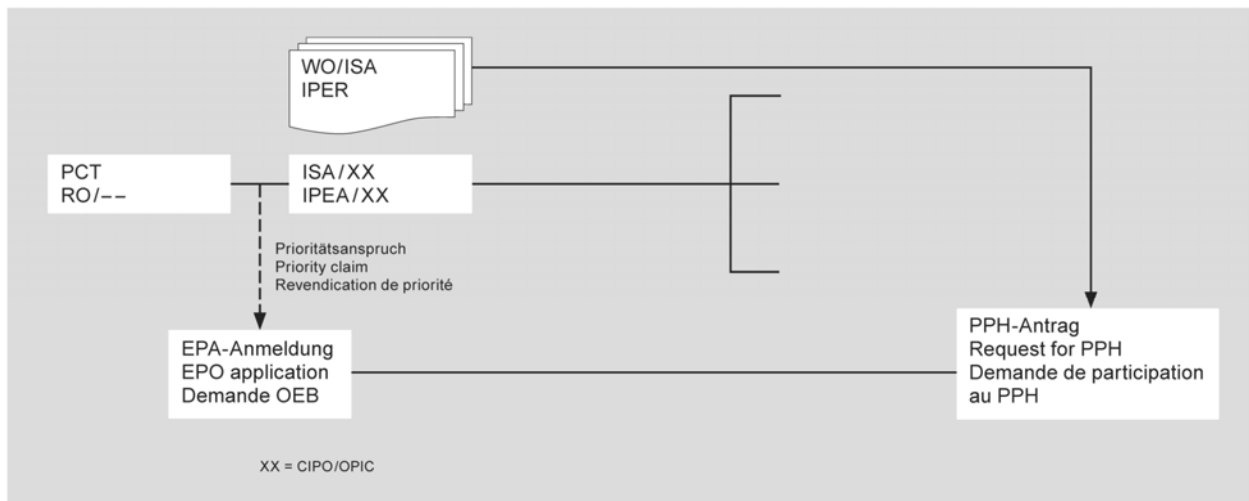 WO/ISA
IPER
PCT
RO/--
ISA/XX
IPEA/XX
Prioritätsanspruch
Priority claim
Revendication de priorité
EPA-Anmeldung
EPO application
Demande OEB
PPH-Antrag
Request for PPH
Demande de participation
au PPH
XX = CIPO/OPIC